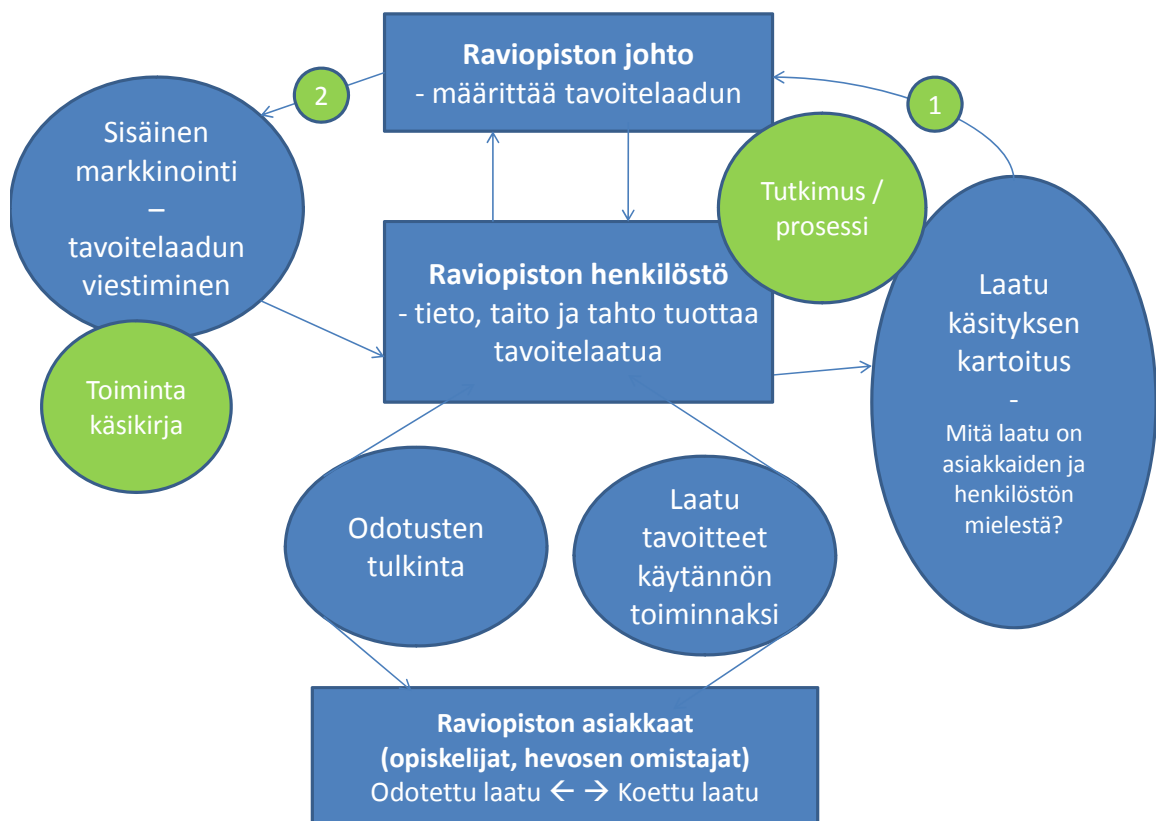 Raviopiston johto
- määrittää tavoitelaadun
2
1
Sisäinen
markkinointi
–
tavoitelaadun
viestiminen
Tutkimus /
prosessi
Raviopiston henkilöstö
- tieto, taito ja tahto tuottaa
tavoitelaatua
Laatu
käsityksen
kartoitus
-
Mitä laatu on
asiakkaiden ja
henkilöstön
mielestä?
Toiminta
käsikirja
Odotusten
tulkinta
Laatu
tavoitteet
käytännön
toiminnaksi
Raviopiston asiakkaat
(opiskelijat, hevosen omistajat)
Odotettu laatu ← → Koettu laatu